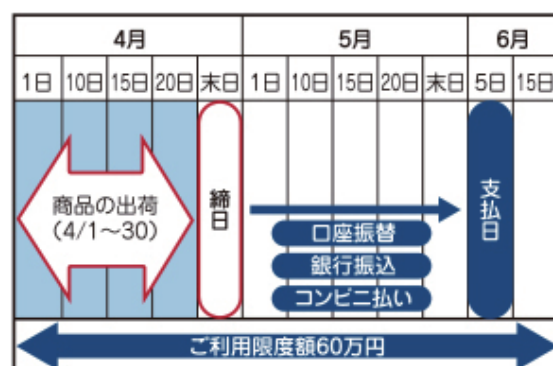 4月 5月 6月
1日 10日 15日 20日 末日 1日 10日 15日 20日 末日 5日 15日
商品の出荷
(4/1～30)
締日
口座振替
銀行振込
コンビニ払い
支払日
ご利用限度額60万円